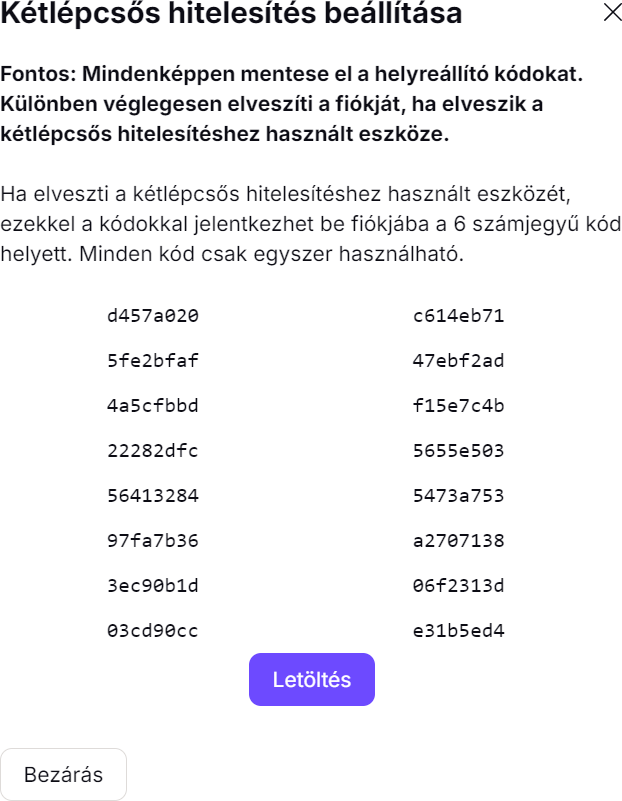 Kétlépcsős hitelesítés beállítása
Fontos: Mindenképpen mentese el a helyreállító kódokat.
Különben véglegesen elveszíti a fiókját, ha elveszik a
kétlépcsős hitelesítéshez használt eszköze.
Ha elveszti a kétlépcsős hitelesítéshez használt eszközét,
ezekkel a kódokkal jelentkezhet be fiókjába a 6 számjegyű kód
helyett. Minden kód csak egyszer használható.
d457a020 c614eb71
5fe2bfaf 47ebf2ad
4a5cfbbd f15e7c4b
22282dfc 5655e503
56413284 5473a753
97fa7b36 a2707138
3ec90b1d 06f2313d
03cd90cc e31b5ed4
Letöltés
Bezárás